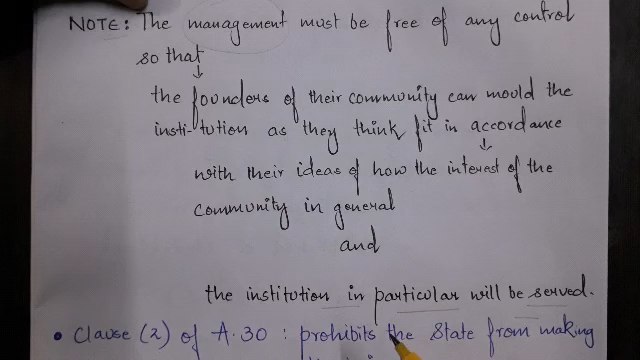 NOTE: The management must be free of any control
so that
↓
the founders of their community can mould the
insti-tution as they think fit in accordance
↓
with their ideas of how the interest of the
community in general
and
the institution in particular will be served.
• Clause (2) of A.30 : prohibits the State from making